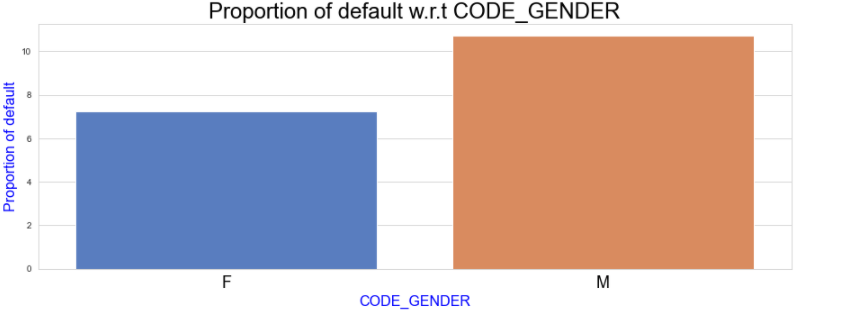 Proportion of default w.r.t CODE_GENDER
Proportion of default
10
8
6
4
2
0
F M
CODE_GENDER